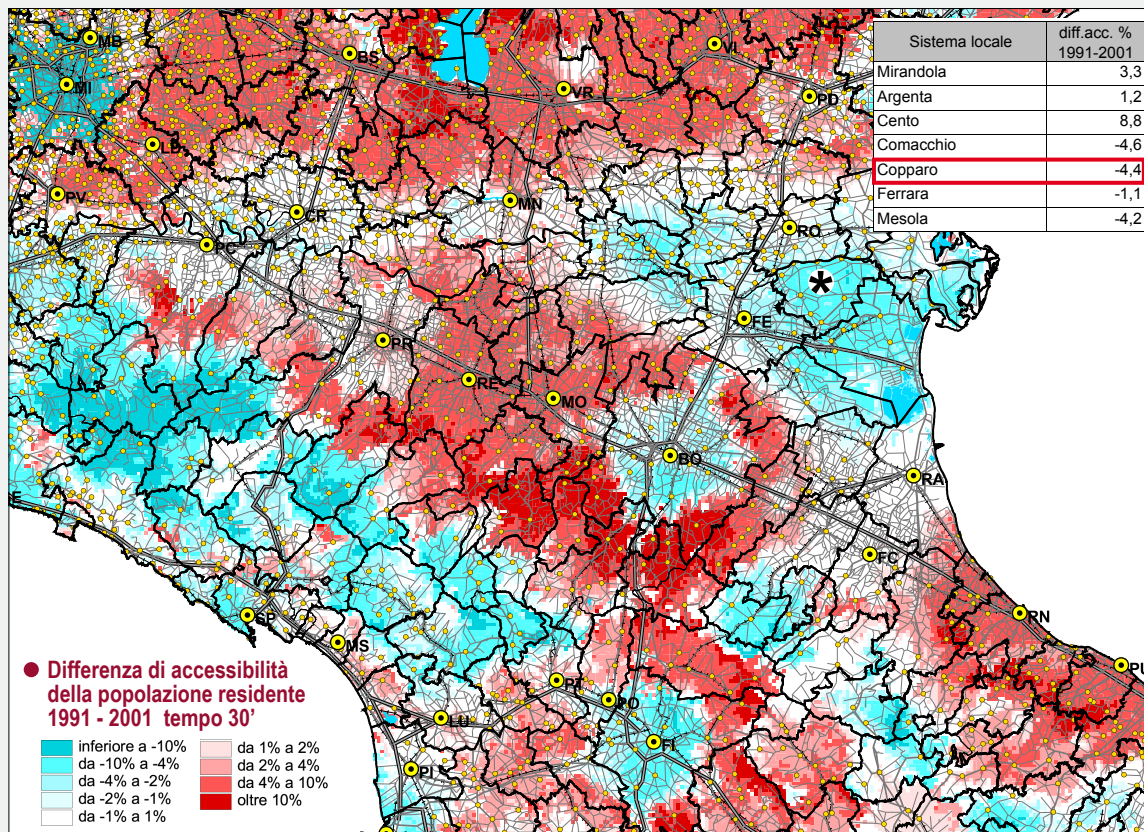 Sistema locale diff.acc. % 1991-2001
Mirandola 3,3
Argenta 1,2
Cento 8,8
Comacchio -4,6
Copparo -4,4
Ferrara -1,1
Mesola -4,2
MB
MI
BS
VI
VR
PD
LO
PV
CR
MN
PC
RO
*
FE
PR
RE
MO
BO
RA
FC
SP
MS
RN
PU
PT
PO
LU
FI
PI
E
● Differenza di accessibilità
della popolazione residente
1991 - 2001 tempo 30’
inferiore a -10%
da -10% a -4%
da -4% a -2%
da -2% a -1%
da -1% a 1%
da 1% a 2%
da 2% a 4%
da 4% a 10%
oltre 10%